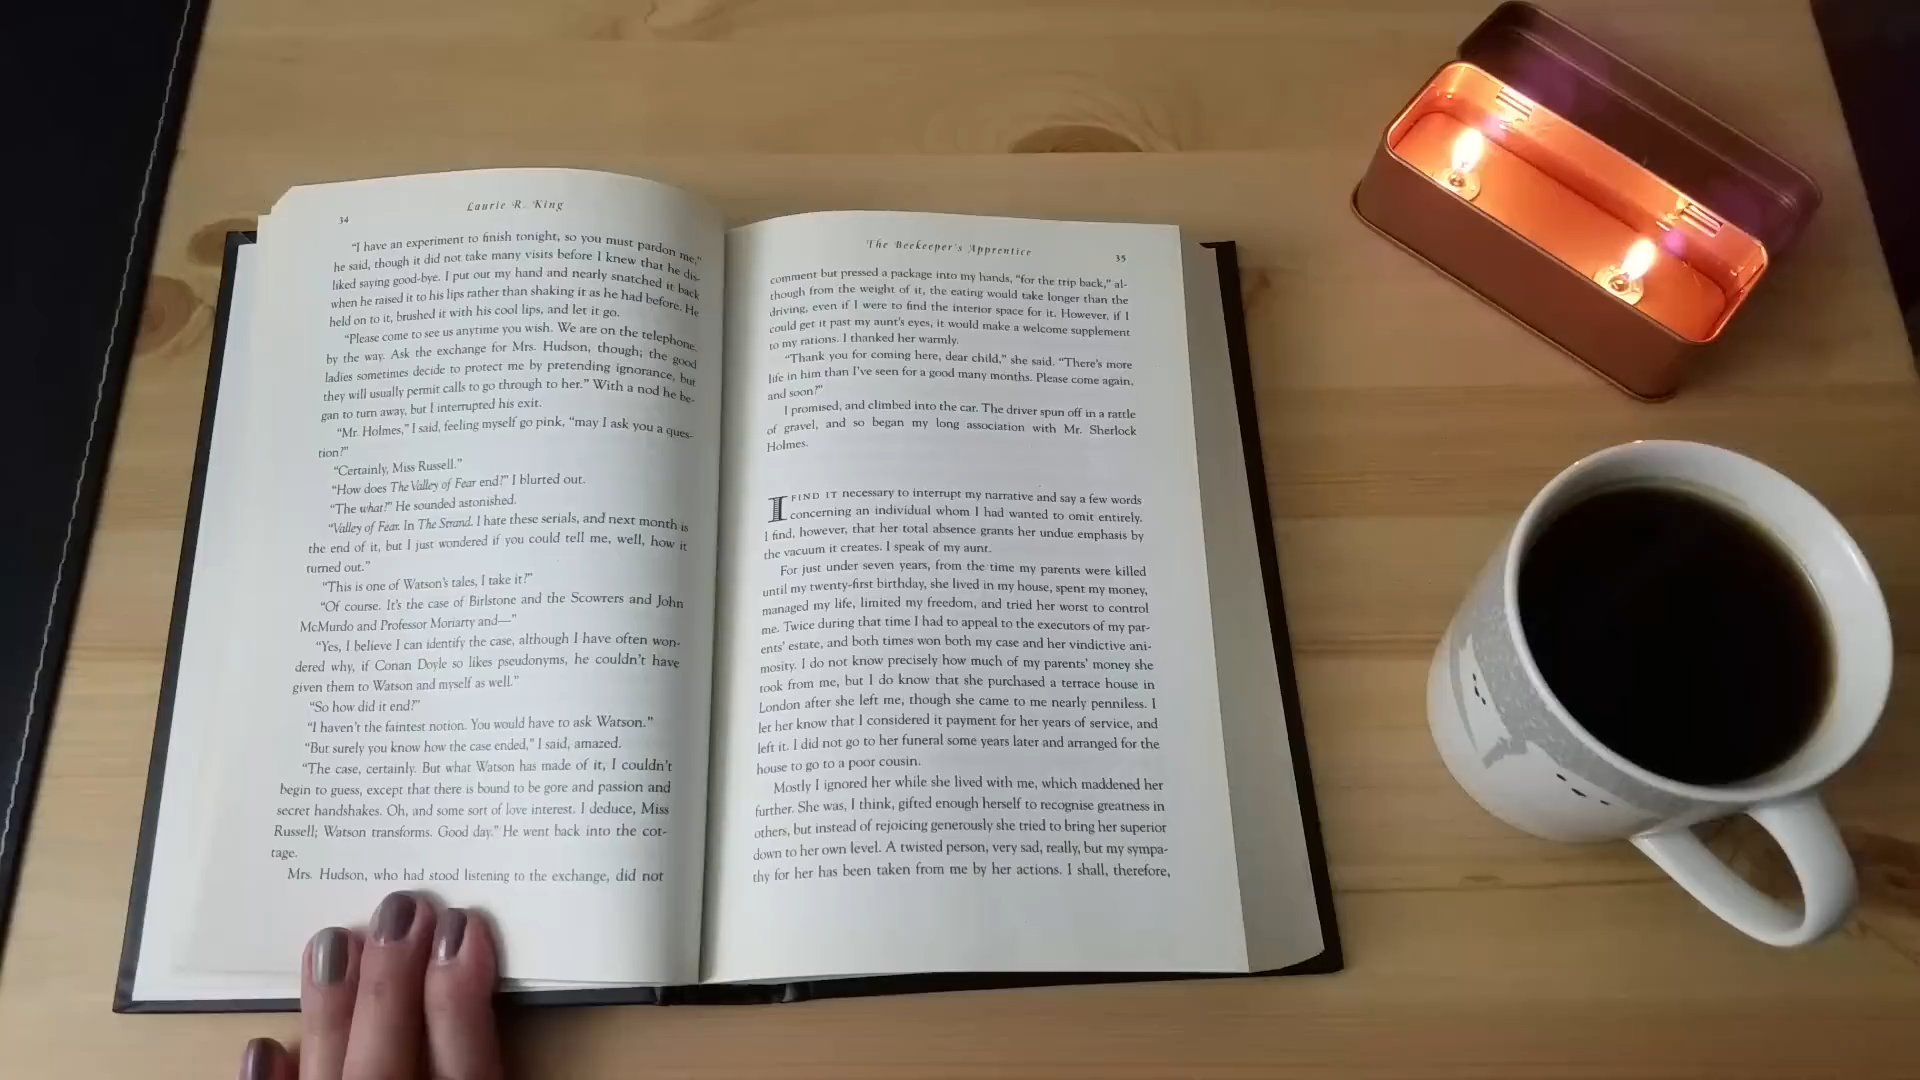 34
Laurie R. King
“I have an experiment to finish tonight, so you must pardon me,”
he said, though it did not take many visits before I knew that he dis-
liked saying good-bye. I put out my hand and nearly snatched it back
when he raised it to his lips rather than shaking it as he had before. He
held on to it, brushed it with his cool lips, and let it go.
“Please come to see us anytime you wish. We are on the telephone,
by the way. Ask the exchange for Mrs. Hudson, though; the good
ladies sometimes decide to protect me by pretending ignorance, but
they will usually permit calls to go through to her.” With a nod he be-
gan to turn away, but I interrupted his exit.
“Mr. Holmes,” I said, feeling myself go pink, “may I ask you a ques-
tion?”
“Certainly, Miss Russell.”
“How does The Valley of Fear end?” I blurted out.
“The what?” He sounded astonished.
“Valley of Fear. In The Strand. I hate these serials, and next month is
the end of it, but I just wondered if you could tell me, well, how it
turned out.”
“This is one of Watson’s tales, I take it?”
“Of course. It’s the case of Birlstone and the Scowrers and John
McMurdo and Professor Moriarty and—”
“Yes, I believe I can identify the case, although I have often won-
dered why, if Conan Doyle so likes pseudonyms, he couldn’t have
given them to Watson and myself as well.”
“So how did it end?”
“I haven’t the faintest notion. You would have to ask Watson.”
“But surely you know how the case ended,” I said, amazed.
“The case, certainly. But what Watson has made of it, I couldn’t
begin to guess, except that there is bound to be gore and passion and
secret handshakes. Oh, and some sort of love interest. I deduce, Miss
Russell; Watson transforms. Good day.” He went back into the cot-
tage.
Mrs. Hudson, who had stood listening to the exchange, did not
The Beekeeper’s Apprentice
35
comment but pressed a package into my hands, “for the trip back,” al-
though from the weight of it, the eating would take longer than the
driving, even if I were to find the interior space for it. However, if I
could get it past my aunt’s eyes, it would make a welcome supplement
to my rations. I thanked her warmly.
“Thank you for coming here, dear child,” she said. “There’s more
life in him than I’ve seen for a good many months. Please come again,
and soon?”
I promised, and climbed into the car. The driver spun off in a rattle
of gravel, and so began my long association with Mr. Sherlock
Holmes.
I FIND IT necessary to interrupt my narrative and say a few words
concerning an individual whom I had wanted to omit entirely.
I find, however, that her total absence grants her undue emphasis by
the vacuum it creates. I speak of my aunt.
For just under seven years, from the time my parents were killed
until my twenty-first birthday, she lived in my house, spent my money,
managed my life, limited my freedom, and tried her worst to control
me. Twice during that time I had to appeal to the executors of my par-
ents’ estate, and both times won both my case and her vindictive ani-
mosity. I do not know precisely how much of my parents’ money she
took from me, but I do know that she purchased a terrace house in
London after she left me, though she came to me nearly penniless. I
let her know that I considered it payment for her years of service, and
left it. I did not go to her funeral some years later and arranged for the
house to go to a poor cousin.
Mostly I ignored her while she lived with me, which maddened her
further. She was, I think, gifted enough herself to recognise greatness in
others, but instead of rejoicing generously she tried to bring her superior
down to her own level. A twisted person, very sad, really, but my sympa-
thy for her has been taken from me by her actions. I shall, therefore,